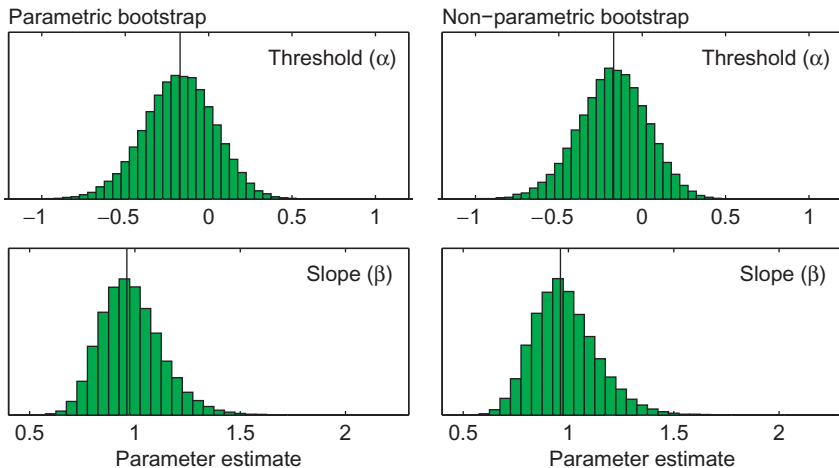 Parametric bootstrap
Non−parametric bootstrap
Threshold (α)
Threshold (α)
−1 −0.5 0 0.5 1
−1 −0.5 0 0.5 1
Slope (β)
Slope (β)
0.5 1 1.5 2
0.5 1 1.5 2
Parameter estimate
Parameter estimate